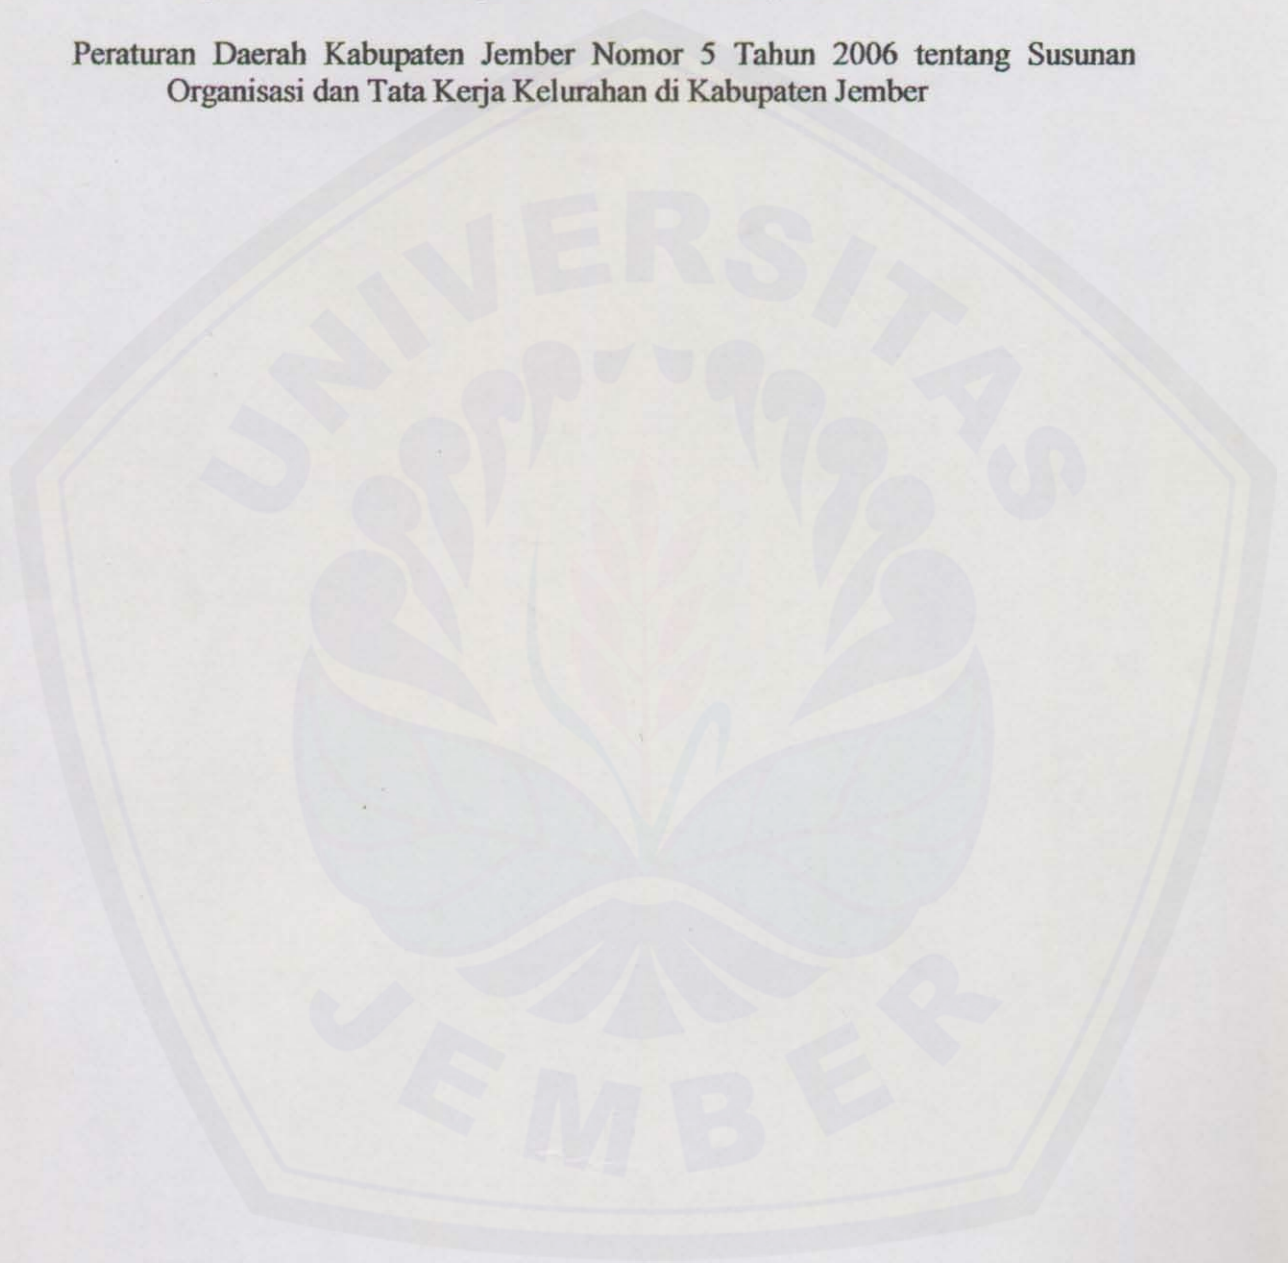 Peraturan Daerah Kabupaten Jember Nomor 5 Tahun 2006 tentang Susunan
Organisasi dan Tata Kerja Kelurahan di Kabupaten Jember
UNIVERSITAS
JEMBER